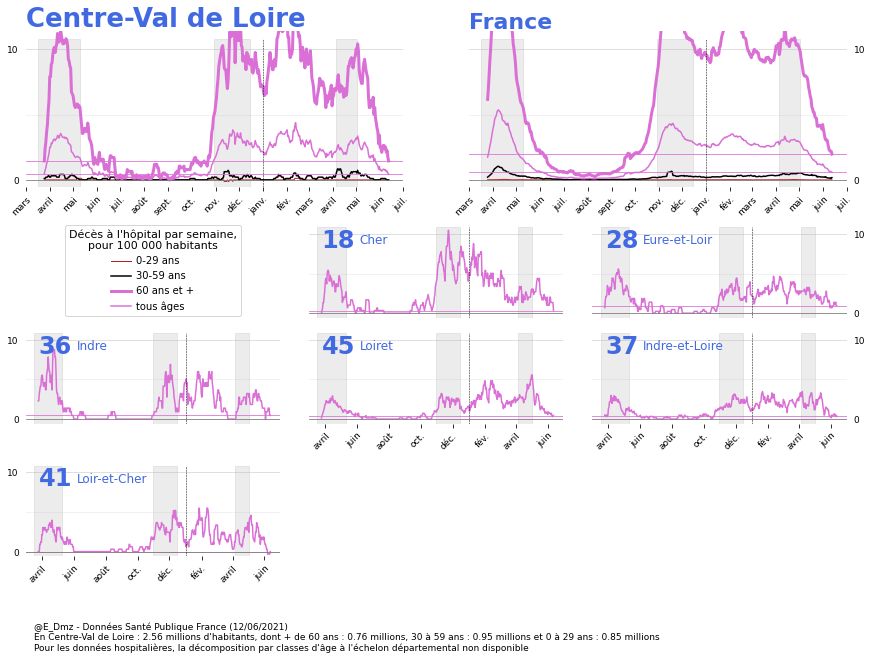 Centre-Val de Loire
France
10
0
10
0
mars avril mai juin juil. août sept. oct. nov. déc. janv. févr. mars avril mai juin juil.
mars avril mai juin juil. août sept. oct. nov. déc. janv. févr. mars avril mai juin juil.
Décès à l'hôpital par semaine,
pour 100 000 habitants
0-29 ans
30-59 ans
60 ans et +
tous âges
18 Cher
28 Eure-et-Loir
10
0
36 Indre
45 Loiret
37 Indre-et-Loire
10
0
10
0
avril juin août oct. déc. fév. avril juin
avril juin août oct. déc. fév. avril juin
41 Loir-et-Cher
10
0
avril juin août oct. déc. fév. avril juin
@E_Dmz - Données Santé Publique France (12/06/2021)
En Centre-Val de Loire : 2.56 millions d'habitants, dont + de 60 ans : 0.76 millions, 30 à 59 ans : 0.95 millions et 0 à 29 ans : 0.85 millions
Pour les données hospitalières, la décomposition par classes d'âge à l'échelon départemental non disponible